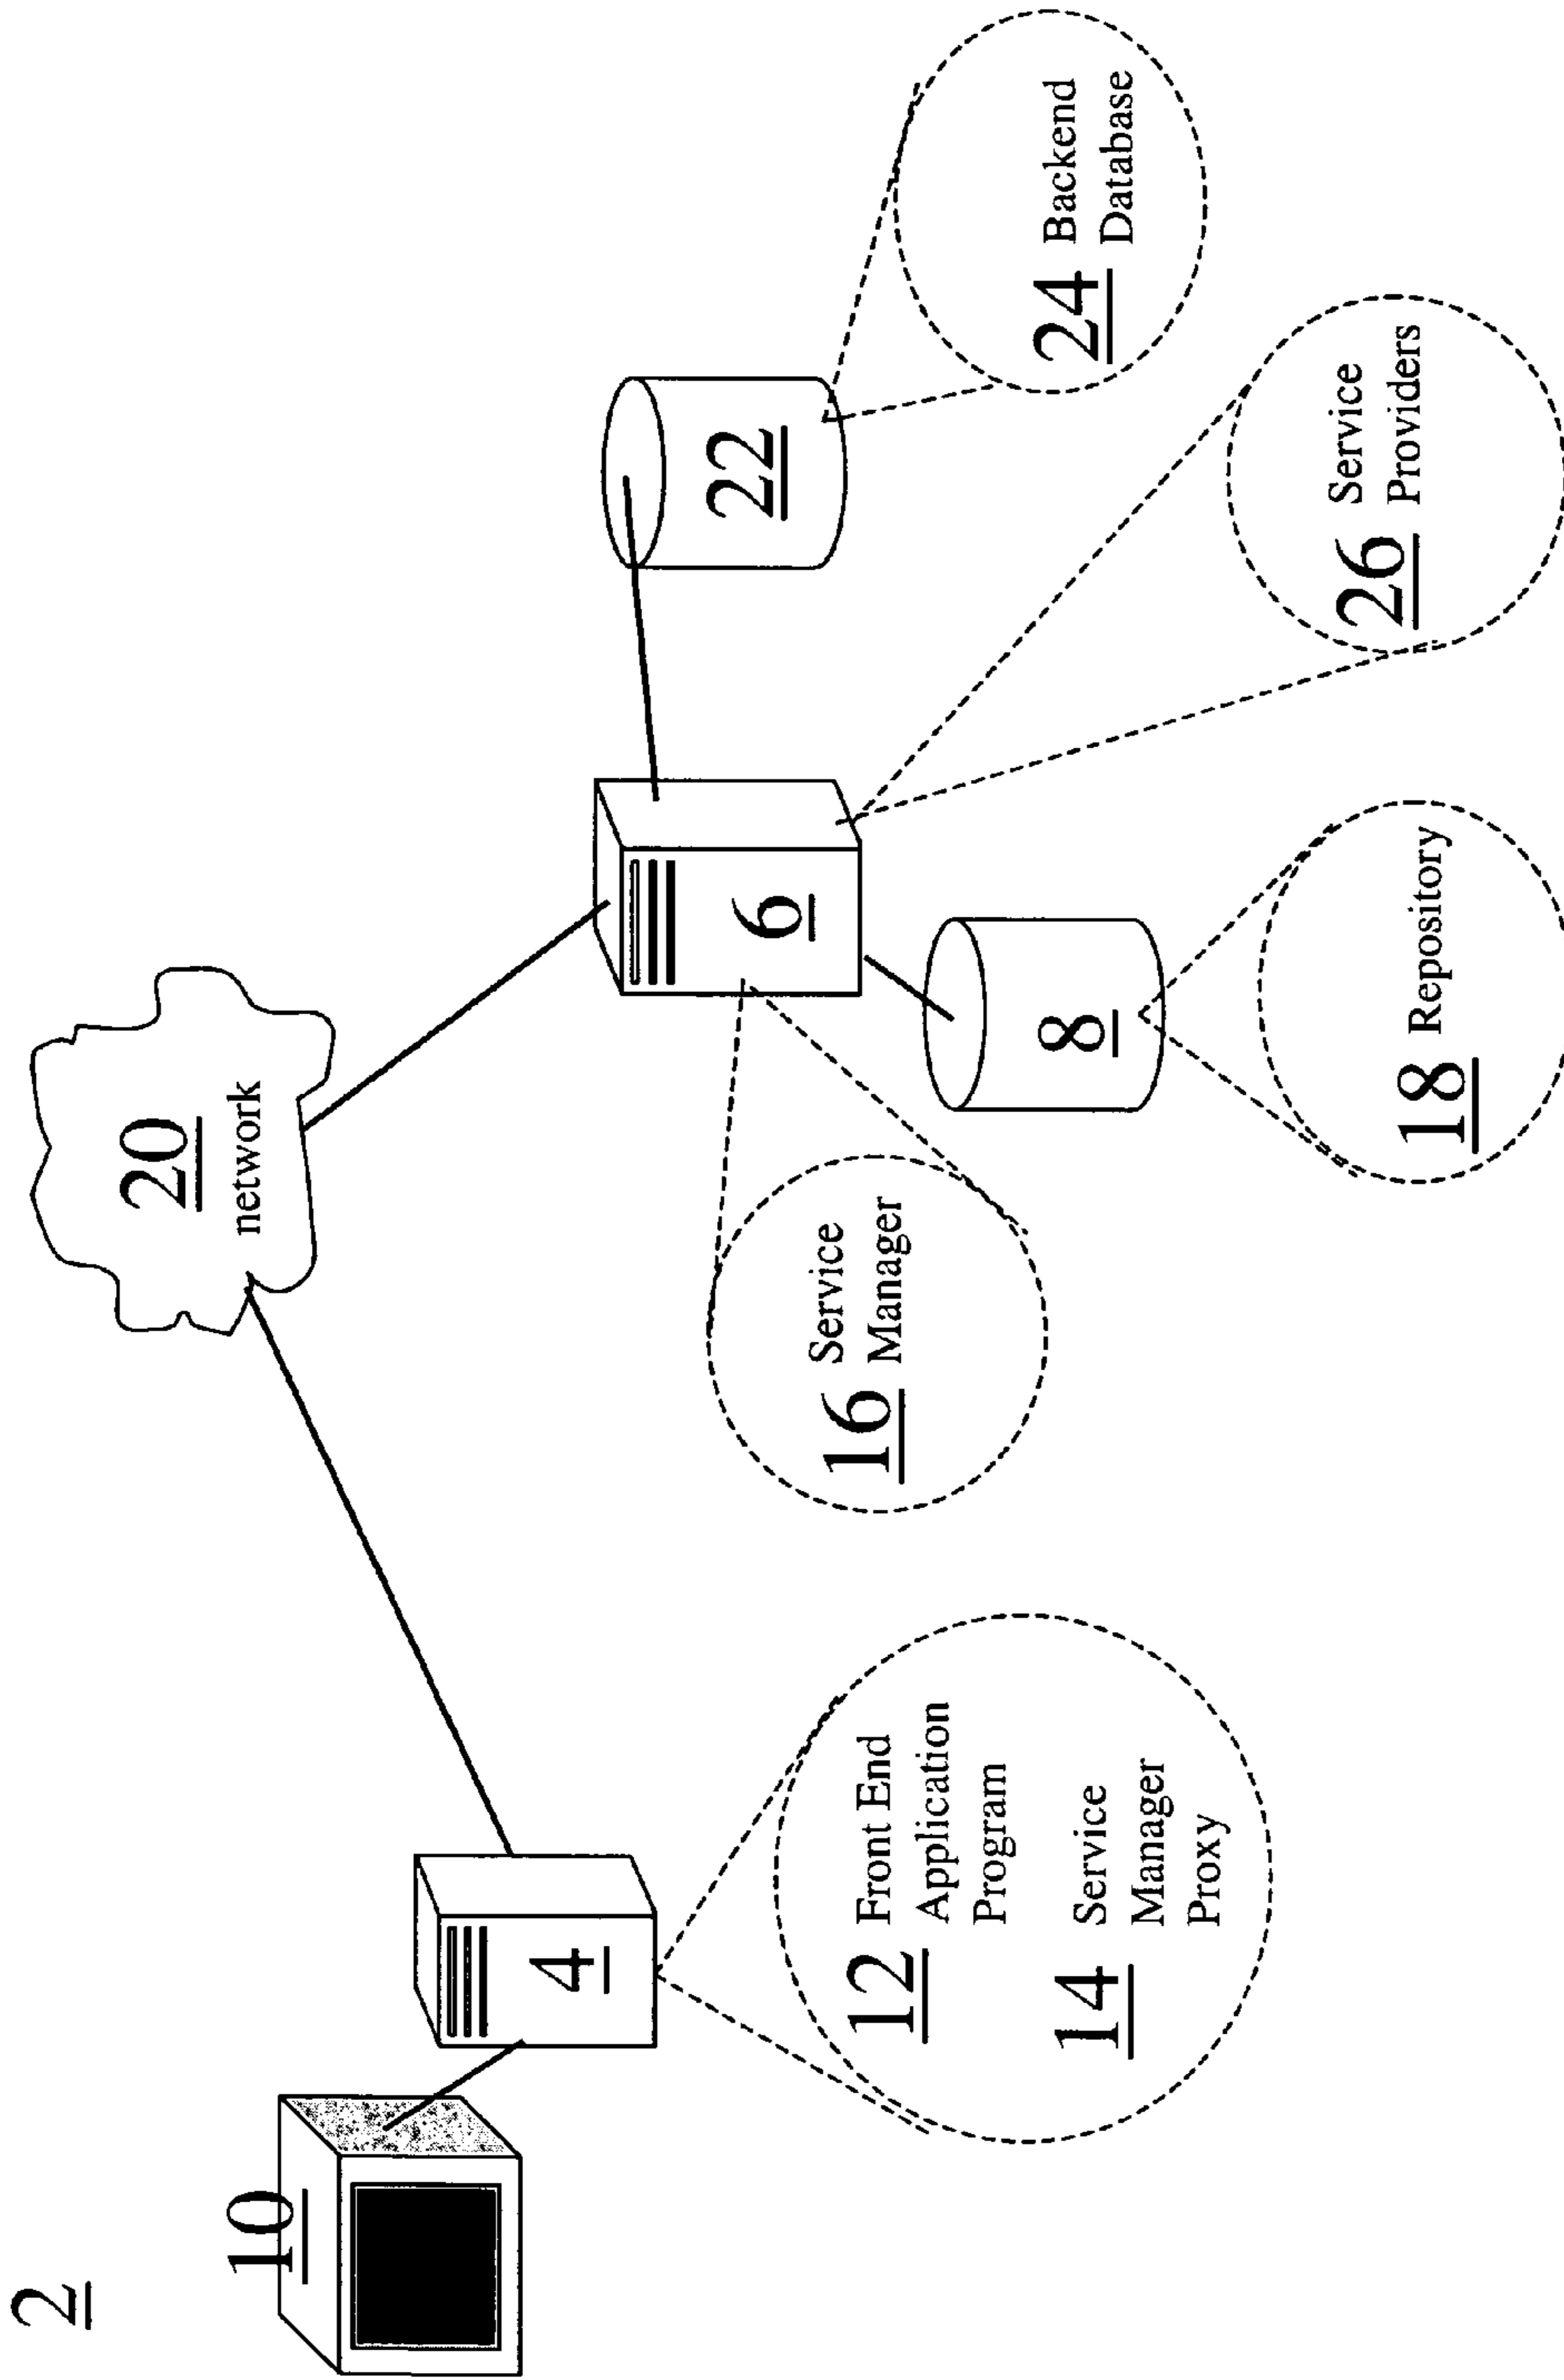 2
10
4
12 Front End
Application
Program
14 Service
Manager
Proxy
20
network
16 Service
Manager
6
8
18 Repository
22
24 Backend
Database
26 Service
Providers